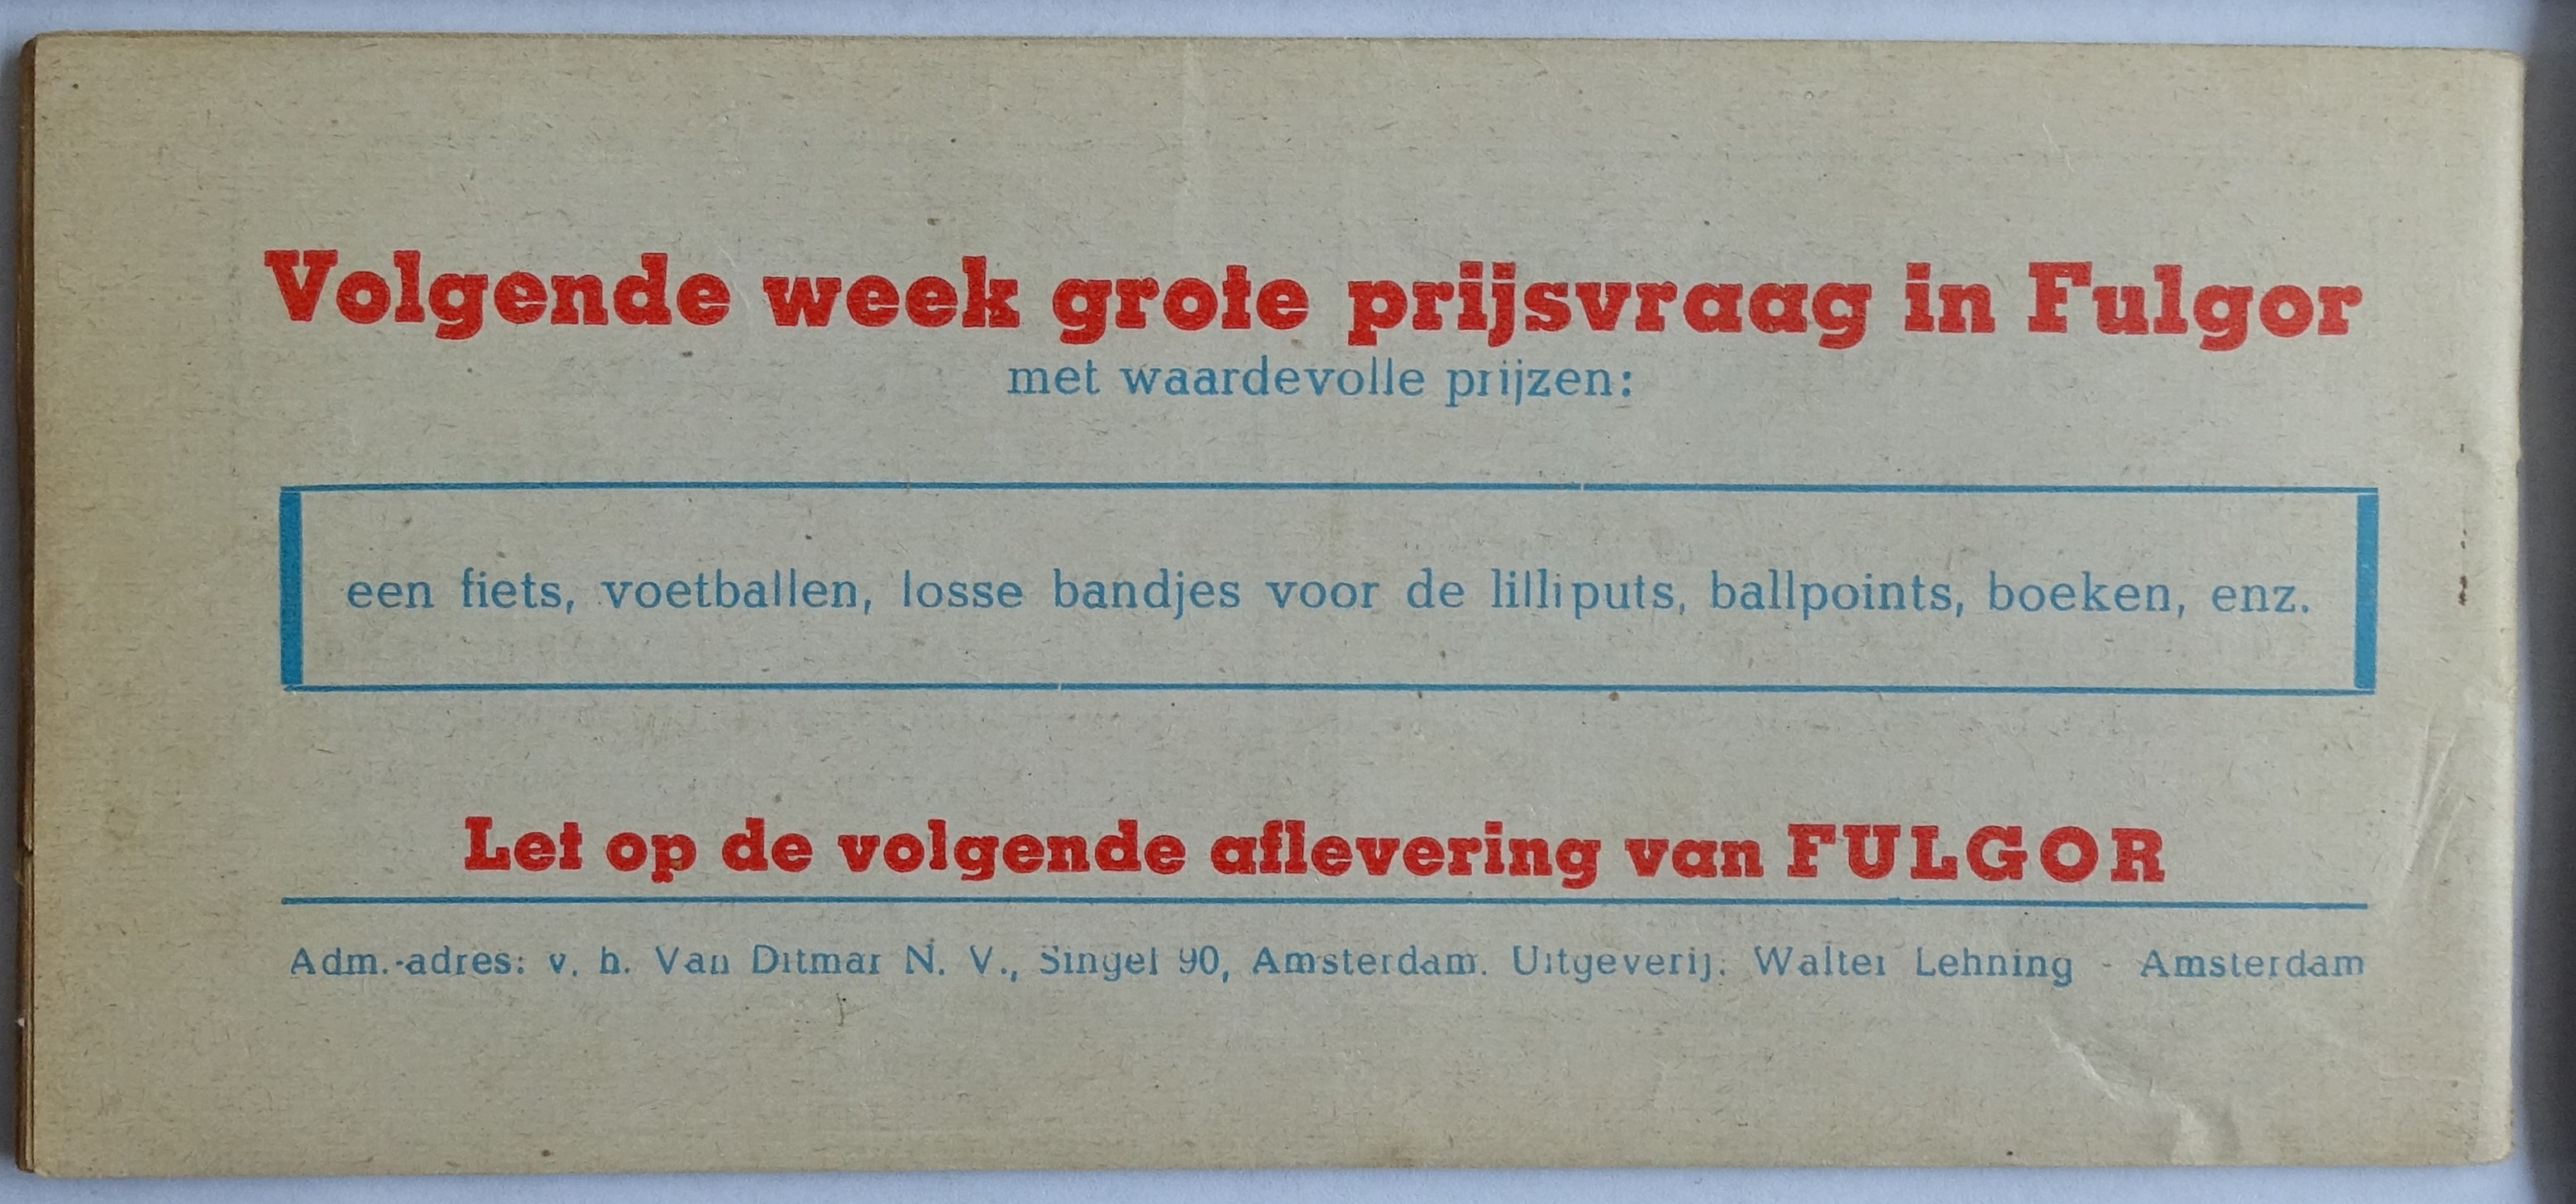 Volgende week grote prijsvraag in Fulgor
met waardevolle prijzen:
een fiets, voetballen, losse bandjes voor de lilliputs, ballpoints, boeken, enz.
Let op de volgende aflevering van FULGOR
Adm.-adres: v. h. Van Ditmar N. V., Singel 90, Amsterdam. Uitgeverij: Walter Lehning - Amsterdam